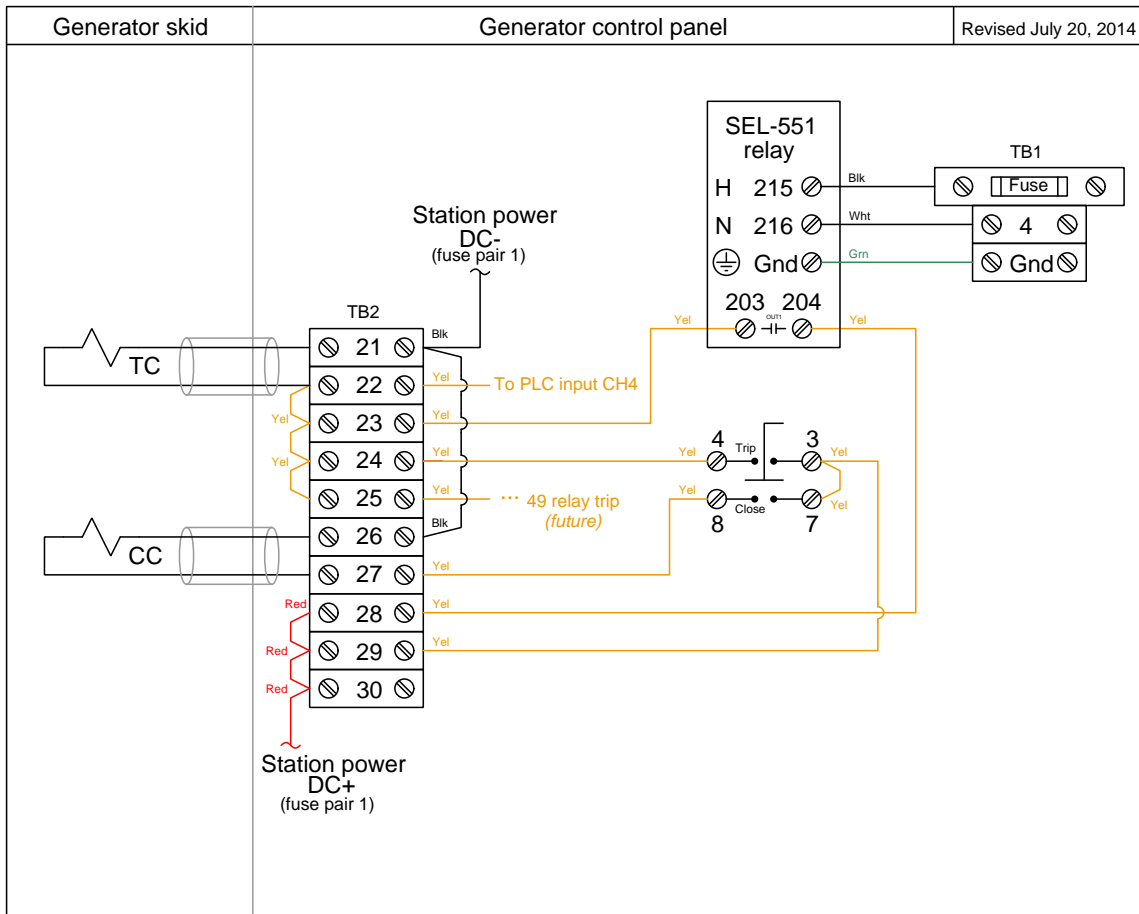 Generator skid
Generator control panel
Revised July 20, 2014
SEL-551
relay
H 215
Blk
N 216
Wht
Gnd
Grn
203 204
OUT1
Yel
Yel
TB1
Fuse
4
Gnd
Station power
DC-
(fuse pair 1)
TB2
TC
21
Blk
22
Yel
To PLC input CH4
Yel
23
Yel
Yel
24
Yel
25
Yel
... 49 relay trip
(future)
26
Blk
CC
27
Yel
Red
28
Yel
Red
29
Yel
Red
30
Yel
4
Trip
3
Yel
Yel
8
Close
7
Yel
Station power
DC+
(fuse pair 1)